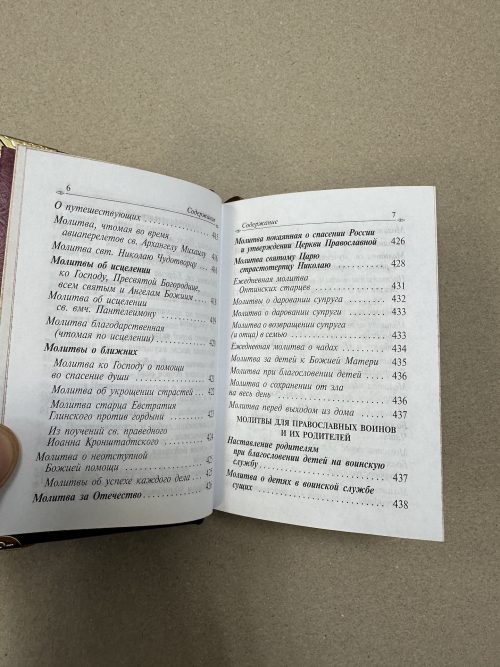 6
Содержание
О путешествующих
Молитва, чтомая во время
авиаперелетов св. Архангелу Михаилу
Молитва свт. Николаю Чудотворцу
Молитвы об исцелении
ко Господу, Пресвятой Богородице,
всем святым и Ангелам Божиим
Молитва об исцелении
св. вмч. Пантелеимону
Молитва благодарственная
(чтомая по исцелении)
Молитвы о ближних
Молитва ко Господу о помощи
во спасение души
Молитва об укрощении страстей
Молитва старца Евстратия
Глинского против гордыни
Из поучений св. праведного
Иоанна Кронштадтского
Молитва о неотступной
Божией помощи
Молитвы об успехе каждого дела
Молитва за Отечество
Содержание
7
Молитва покаянная о спасении России
и утверждении Церкви Православной 426
Молитва святому Царю
страстотерпцу Николаю . . . . . . . . . . 428
Ежедневная молитва
Оптинских старцев . . . . . . . . . . . . . 431
Молитвы о даровании супруга . . . . . . . 432
Молитвы о даровании супруги . . . . . . . 433
Молитва о возвращении супруга
(и отца) в семью . . . . . . . . . . . . . . . . 433
Ежедневная молитва о чадах . . . . . . . . 434
Молитва за детей к Божией Матери 435
Молитва при благословении детей . . . . 436
Молитва о сохранении от зла
на весь день . . . . . . . . . . . . . . . . . . . 436
Молитва перед выходом из дома . . . . . 437
МОЛИТВЫ ДЛЯ ПРАВОСЛАВНЫХ ВОИНОВ
И ИХ РОДИТЕЛЕЙ
Наставление родителям
при благословении детей на воинскую
службу . . . . . . . . . . . . . . . . . . . . . . . 437
Молитва о детях в воинской службе
сущих . . . . . . . . . . . . . . . . . . . . . . . . 438